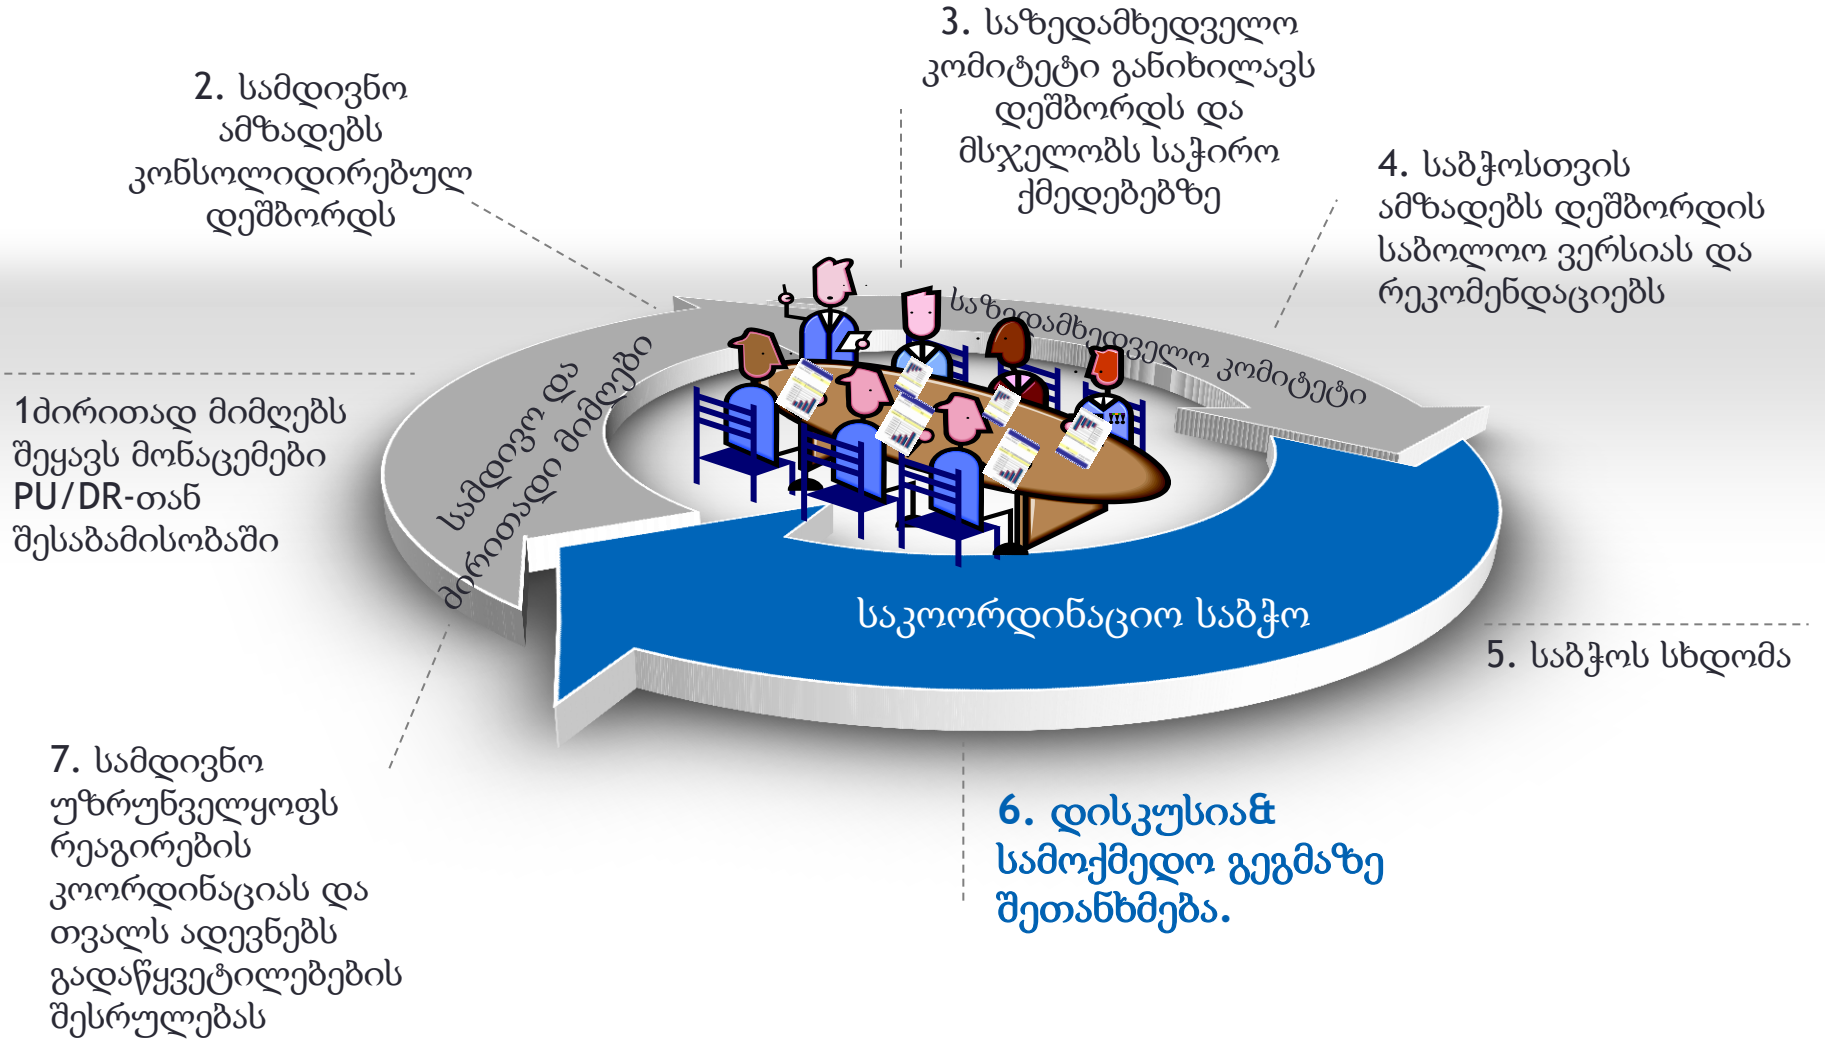 3. საზედამხედველო
კომიტეტი განიხილავს
დეშბორდს და
მსჯელობს საჭირო
ქმედებებზე
2. სამდივნო
ამზადებს
კონსოლიდირებულ
დეშბორდს
4. საბჭოსთვის
ამზადებს დეშბორდის
საბოლოო ვერსიას და
რეკომენდაციებს
საზედამხედველო კომიტეტი
სამდივო და
ძირითადი მიმღები
1ძირითად მიმღებს
შეყავს მონაცემები
PU/DR-თან
შესაბამისობაში
საკოორდინაციო საბჭო
5. საბჭოს სხდომა
7. სამდივნო
უზრუნველყოფს
რეაგირების
კოორდინაციას და
თვალს ადევნებს
გადაწყვეტილებების
შესრულებას
6. დისკუსია&
სამოქმედო გეგმაზე
შეთანხმება.